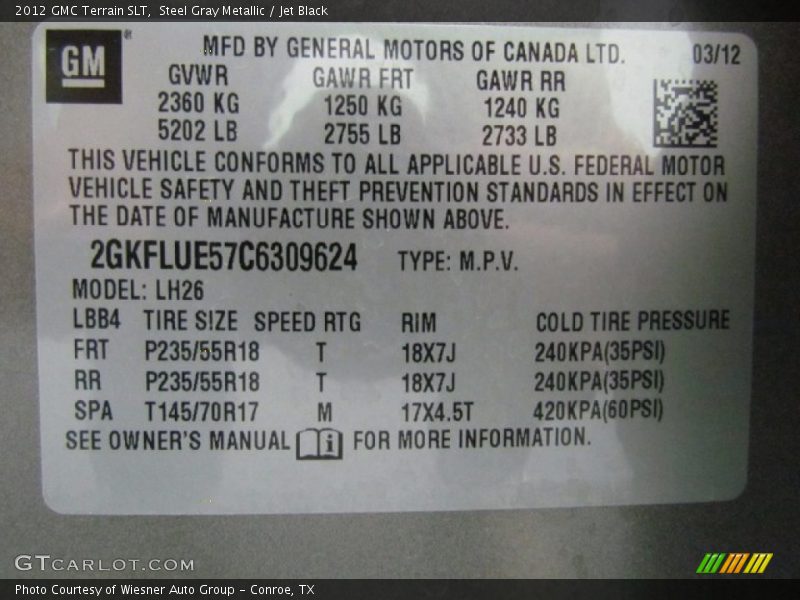 2012 GMC Terrain SLT, Steel Gray Metallic / Jet Black
GM ® MFD BY GENERAL MOTORS OF CANADA LTD. 03/12
GVWR GAWR FRT GAWR RR
2360 KG 1250 KG 1240 KG
5202 LB 2755 LB 2733 LB
THIS VEHICLE CONFORMS TO ALL APPLICABLE U.S. FEDERAL MOTOR
VEHICLE SAFETY AND THEFT PREVENTION STANDARDS IN EFFECT ON
THE DATE OF MANUFACTURE SHOWN ABOVE.
2GKFLUE57C6309624 TYPE: M.P.V.
MODEL: LH26
LBB4 TIRE SIZE SPEED RTG RIM COLD TIRE PRESSURE
FRT P235/55R18 T 18X7J 240KPA(35PSI)
RR P235/55R18 T 18X7J 240KPA(35PSI)
SPA T145/70R17 M 17X4.5T 420KPA(60PSI)
SEE OWNER'S MANUAL i FOR MORE INFORMATION.
GTCARLOT.COM
Photo Courtesy of Wiesner Auto Group – Conroe, TX